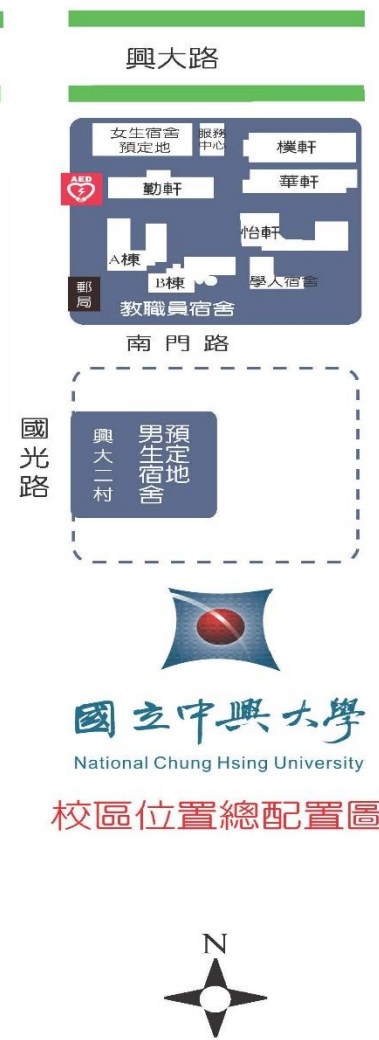 興大路
女生宿舍
預定地
服務
中心
樸軒
AED
勤軒
華軒
怡軒
A棟
B棟
學人宿舍
郵局
教職員宿舍
南門路
國光路
興大二村
預定地
男生宿舍
國立中興大學
National Chung Hsing University
校區位置總配置圖
N